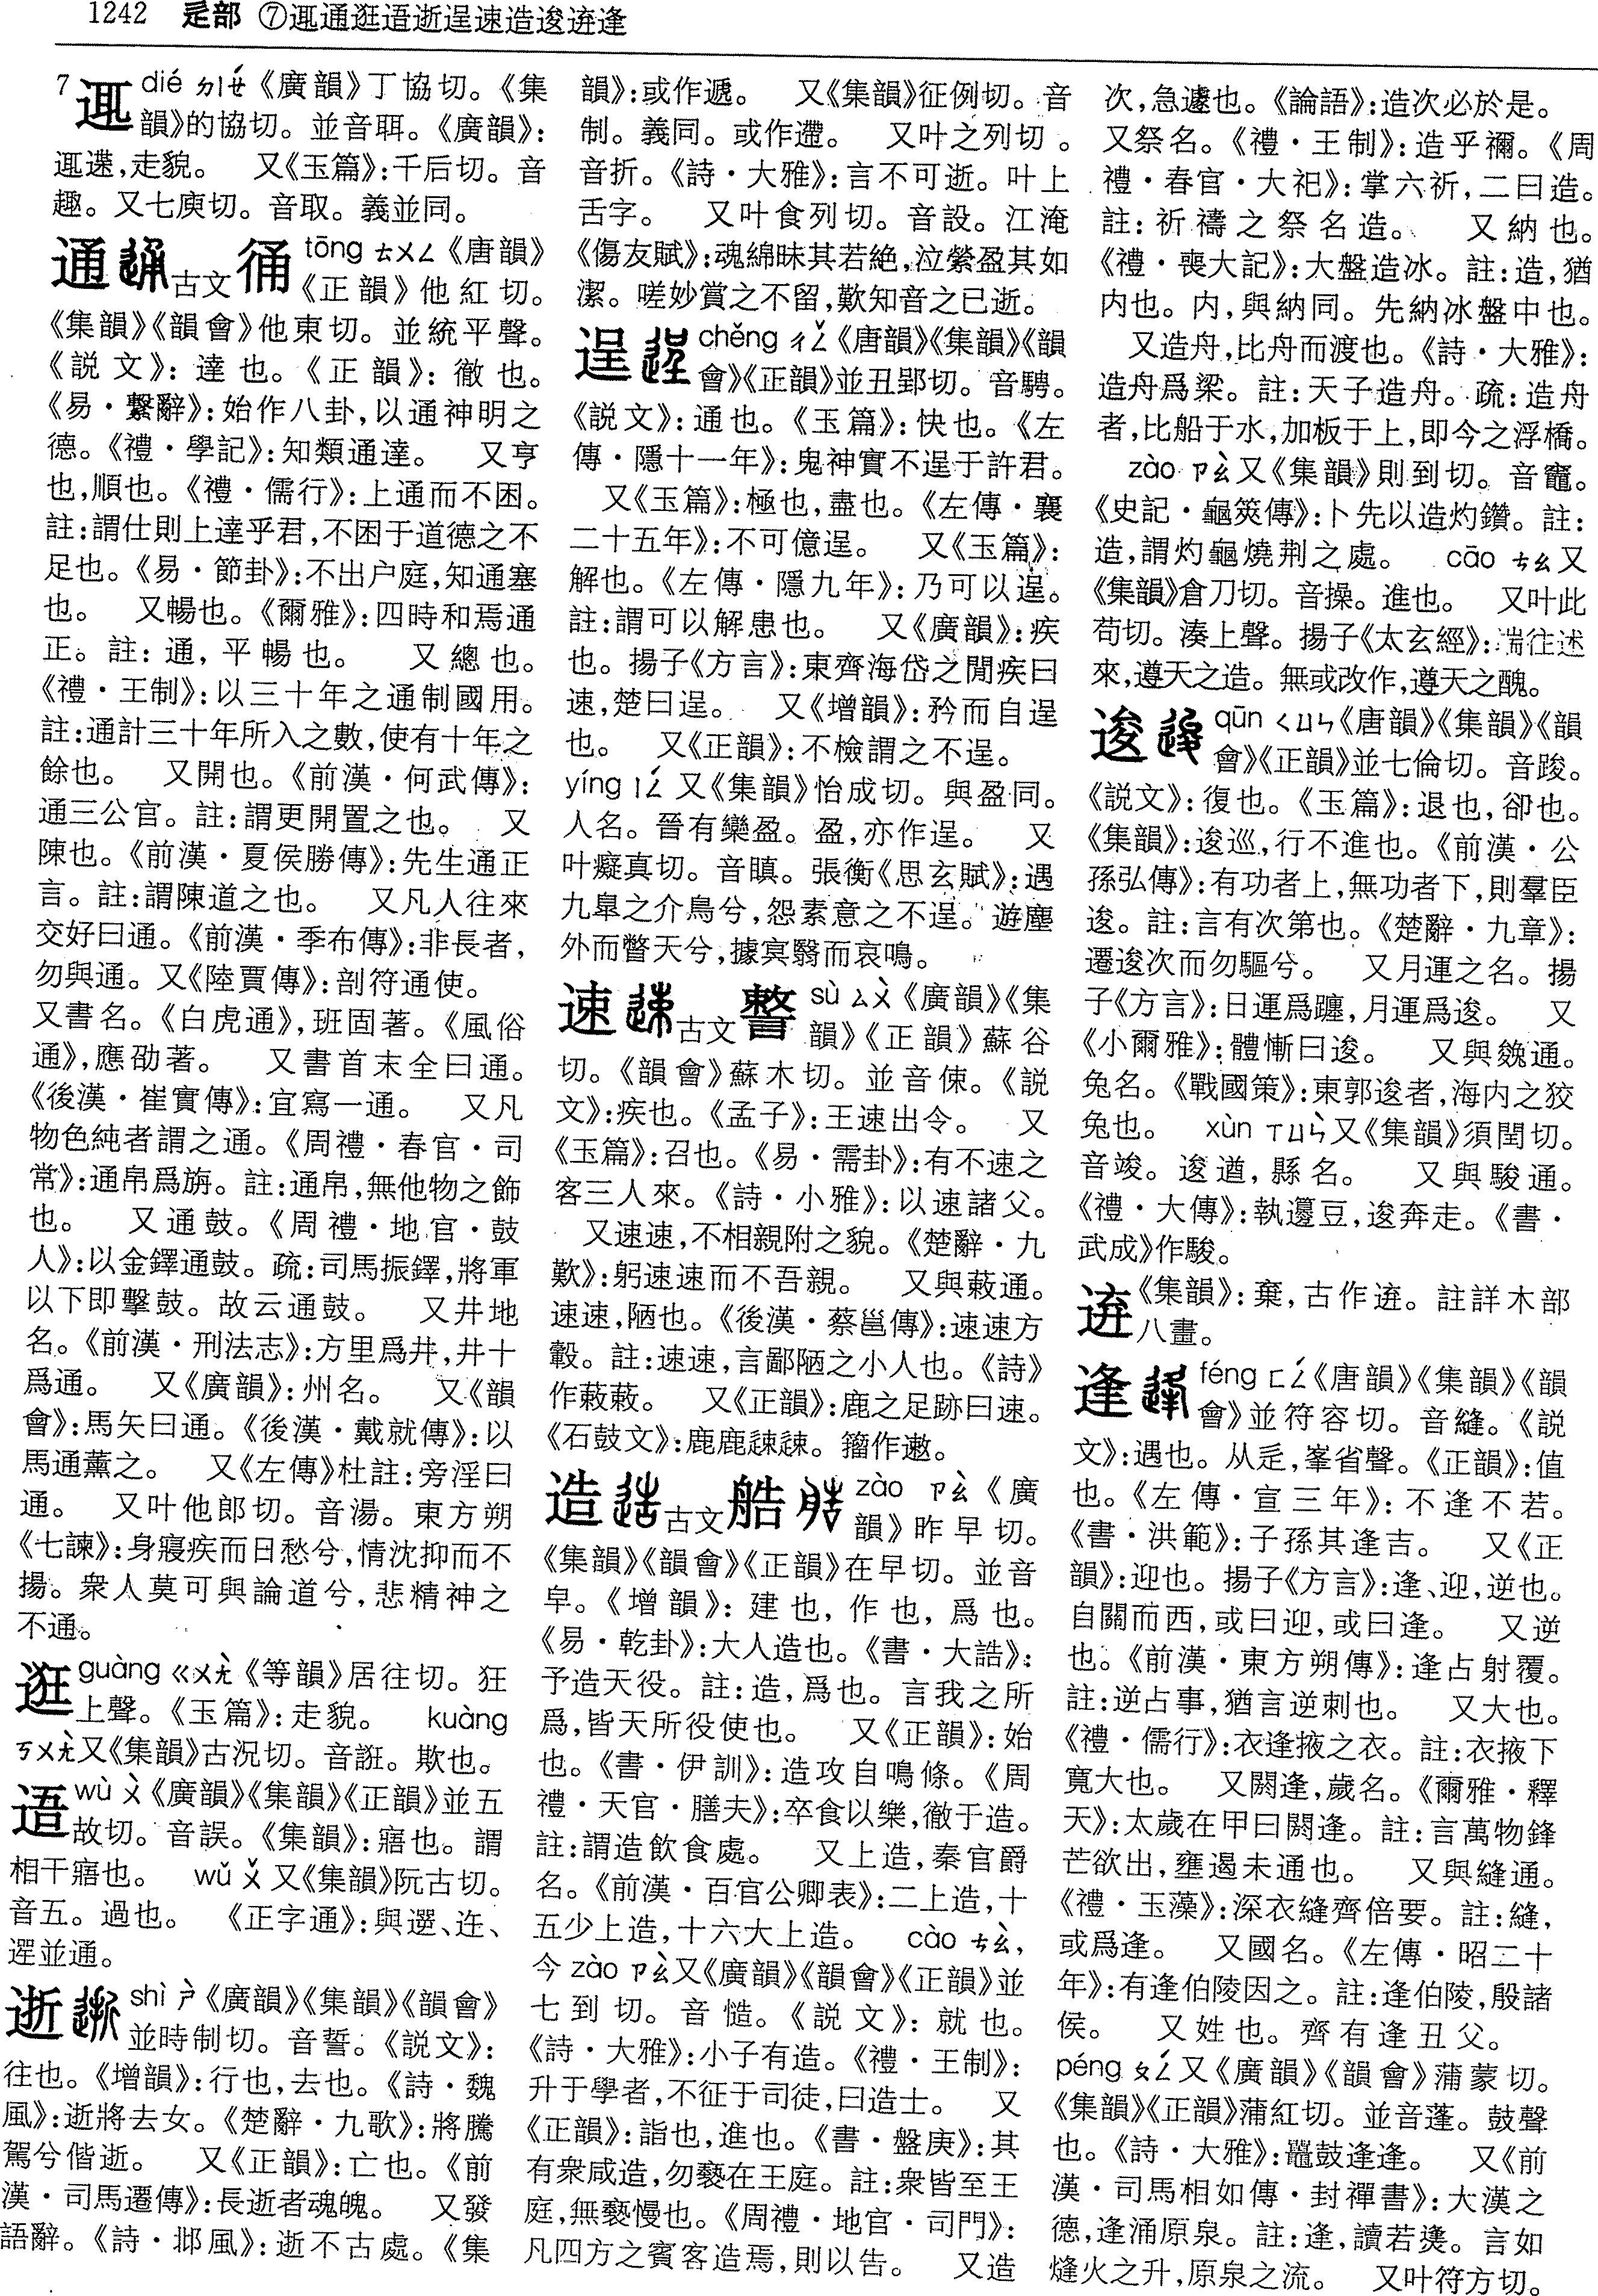 1242 辵部 ⑦𨓚通逛逜逝逞速造逡逩逢
7 𨓚 dié ㄉㄧㄝˊ《廣韻》丁協切。《集
韻》的協切。並音聑。《廣韻》:
走貌。 又《玉篇》:千后切。音
趣。又七庾切。音取。義並同。
通 古文 㣚 tōng ㄊㄨㄥ《唐韻》
《正韻》他紅切。
《集韻》《韻會》他東切。並統平聲。
《説文》:達也。《正韻》:徹也。
《易·繫辭》:始作八卦,以通神明之
德。《禮·學記》:知類通達。 又亨
也,順也。《禮·儒行》:上通而不困。
註:謂仕則上達乎君,不困于道德之不
足也。《易·節卦》:不出户庭,知通塞
也。 又暢也。《爾雅》:四時和焉通
正。註:通,平暢也。 又總也。
《禮·王制》:以三十年之通制國用。
註:通計三十年所入之數,使有十年之
餘也。 又開也。《前漢·何武傳》:
通三公官。註:謂更開置之也。 又
陳也。《前漢·夏侯勝傳》:先生通正
言。註:謂陳道之也。 又凡人往來
交好曰通。《前漢·季布傳》:非長者,
勿與通。又《陸賈傳》:剖符通使。
又書名。《白虎通》,班固著。《風俗
通》,應劭著。 又書首末全曰通。
《後漢·崔寔傳》:宜寫一通。 又凡
物色純者謂之通。《周禮·春官·司
常》:通帛爲旃。註:通帛,無他物之飾
也。 又通鼓。《周禮·地官·鼓
人》:以金鐸通鼓。疏:司馬振鐸,將軍
以下即擊鼓。故云通鼓。 又井地
名。《前漢·刑法志》:方里爲井,井十
爲通。 又《廣韻》:州名。 又《韻
會》:馬矢曰通。《後漢·戴就傳》:以
馬通薰之。 又《左傳》杜註:旁淫曰
通。 又叶他郎切。音湯。東方朔
《七諫》:身寢疾而日愁兮,情沈抑而不
揚。衆人莫可與論道兮,悲精神之
不通。
逛 guàng ㄍㄨㄤˋ《等韻》居往切。狂
上聲。《玉篇》:走貌。 kuàng
ㄎㄨㄤˋ又《集韻》古況切。音誑。欺也。
逜 wù ㄨˋ《廣韻》《集韻》《正韻》並五
故切。音誤。《集韻》:寤也。謂
相干寤也。 wǔ ㄨˇ又《集韻》阮古切。
音五。過也。 《正字通》:與遻、迕、
遌並通。
逝 shì ㄕˋ《廣韻》《集韻》《韻會》
並時制切。音誓。《説文》:
往也。《增韻》:行也,去也。《詩·魏
風》:逝將去女。《楚辭·九歌》:將騰
駕兮偕逝。 又《正韻》:亡也。《前
漢·司馬遷傳》:長逝者魂魄。 又發
語辭。《詩·邶風》:逝不古處。《集
韻》:或作遞。 又《集韻》征例切。音
制。義同。或作遰。 又叶之列切。
音折。《詩·大雅》:言不可逝。叶上
舌字。 又叶食列切。音設。江淹
《傷友賦》:魂綿昧其若絶,泣縈盈其如
潔。嗟妙賞之不留,歎知音之已逝。
逞 chěng ㄔㄥˇ《唐韻》《集韻》《韻
會》《正韻》並丑郢切。音騁。
《説文》:通也。《玉篇》:快也。《左
傳·隱十一年》:鬼神實不逞于許君。
又《玉篇》:極也,盡也。《左傳·襄
二十五年》:不可億逞。 又《玉篇》:
解也。《左傳·隱九年》:乃可以逞。
註:謂可以解患也。 又《廣韻》:疾
也。揚子《方言》:東齊海岱之閒疾曰
速,楚曰逞。 又《增韻》:矜而自逞
也。 又《正韻》:不檢謂之不逞。
yíng ㄧㄥˊ 又《集韻》怡成切。與盈同。
人名。晉有欒盈。盈,亦作逞。 又
叶癡真切。音瞋。張衡《思玄賦》:遇
九皋之介鳥兮,怨素意之不逞。遊塵
外而瞥天兮,據冥翳而哀鳴。
速 古文 警 sù ㄙㄨˋ《廣韻》《集
韻》《正韻》蘇谷
切。《韻會》蘇木切。並音倲。《説
文》:疾也。《孟子》:王速出令。 又
《玉篇》:召也。《易·需卦》:有不速之
客三人來。《詩·小雅》:以速諸父。
又速速,不相親附之貌。《楚辭·九
歎》:躬速速而不吾親。 又與蔌通。
速速,陋也。《後漢·蔡邕傳》:速速方
轂。註:速速,言鄙陋之小人也。《詩》
作蔌蔌。 又《正韻》:鹿之足跡曰速。
《石鼓文》:鹿鹿速速。籀作遬。
造 古文 艁 zào ㄗㄠˋ《廣
韻》昨早切。
《集韻》《韻會》《正韻》在早切。並音
皁。《增韻》:建也,作也,爲也。
《易·乾卦》:大人造也。《書·大誥》:
予造天役。註:造,爲也。言我之所
爲,皆天所役使也。 又《正韻》:始
也。《書·伊訓》:造攻自鳴條。《周
禮·天官·膳夫》:卒食以樂,徹于造。
註:謂造飲食處。 又上造,秦官爵
名。《前漢·百官公卿表》:二上造,十
五少上造,十六大上造。 cào ㄘㄠˋ,
今 zào ㄗㄠˋ又《廣韻》《韻會》《正韻》並
七到切。音慥。《説文》:就也。
《詩·大雅》:小子有造。《禮·王制》:
升于學者,不征于司徒,曰造士。 又
《正韻》:詣也,進也。《書·盤庚》:其
有衆咸造,勿褻在王庭。註:衆皆至王
庭,無褻慢也。《周禮·地官·司門》:
凡四方之賓客造焉,則以告。 又造
次,急遽也。《論語》:造次必於是。
又祭名。《禮·王制》:造乎禰。《周
禮·春官·大祀》:掌六祈,二曰造。
註:祈禱之祭名造。 又納也。
《禮·喪大記》:大盤造冰。註:造,猶
内也。内,與納同。先納冰盤中也。
又造舟,比舟而渡也。《詩·大雅》:
造舟爲梁。註:天子造舟。疏:造舟
者,比船于水,加板于上,即今之浮橋。
zào ㄗㄠˋ又《集韻》則到切。音竈。
《史記·龜筴傳》:卜先以造灼鑽。註:
造,謂灼龜燒荆之處。 cāo ㄘㄠ又
《集韻》倉刀切。音操。進也。 又叶此
苟切。湊上聲。揚子《太玄經》:湍往述
來,遵天之造。無或改作,遵天之醜。
逡 qūn ㄑㄩㄣ《唐韻》《集韻》《韻
會》《正韻》並七倫切。音踆。
《説文》:復也。《玉篇》:退也,卻也。
《集韻》:逡巡,行不進也。《前漢·公
孫弘傳》:有功者上,無功者下,則羣臣
逡。註:言有次第也。《楚辭·九章》:
遷逡次而勿驅兮。 又月運之名。揚
子《方言》:日運爲躔,月運爲逡。 又
《小爾雅》:體慚曰逡。 又與㕙通。
兔名。《戰國策》:東郭逡者,海内之狡
兔也。 xùn ㄒㄩㄣˋ又《集韻》須閏切。
音竣。逡遒,縣名。 又與駿通。
《禮·大傳》:執籩豆,逡奔走。《書·
武成》作駿。
《集韻》:棄,古作。註詳木部
八畫。
逢 féng ㄈㄥˊ《唐韻》《集韻》《韻
會》並符容切。音縫。《説
文》:遇也。从辵,峯省聲。《正韻》:值
也。《左傳·宣三年》:不逢不若。
《書·洪範》:子孫其逢吉。 又《正
韻》:迎也。揚子《方言》:逢、迎,逆也。
自關而西,或曰迎,或曰逢。 又逆
也。《前漢·東方朔傳》:逢占射覆。
註:逆占事,猶言逆刺也。 又大也。
《禮·儒行》:衣逢掖之衣。註:衣掖下
寬大也。 又閼逢,歲名。《爾雅·釋
天》:太歲在甲曰閼逢。註:言萬物鋒
芒欲出,壅遏未通也。 又與縫通。
《禮·玉藻》:深衣縫齊倍要。註:縫,
或爲逢。 又國名。《左傳·昭二十
年》:有逢伯陵因之。註:逢伯陵,殷諸
侯。 又姓也。齊有逢丑父。
péng ㄆㄥˊ又《廣韻》《韻會》蒲蒙切。
《集韻》《正韻》蒲紅切。並音蓬。鼓聲
也。《詩·大雅》:鼉鼓逢逢。 又《前
漢·司馬相如傳·封禪書》:大漢之
德,逢涌原泉。註:逢,讀若㷭。言如
烽火之升,原泉之流。 又叶符方切。